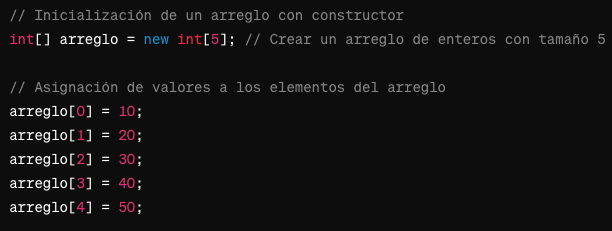 // Inicialización de un arreglo con constructor
int[] arreglo = new int[5]; // Crear un arreglo de enteros con tamaño 5
// Asignación de valores a los elementos del arreglo
arreglo[0] = 10;
arreglo[1] = 20;
arreglo[2] = 30;
arreglo[3] = 40;
arreglo[4] = 50;